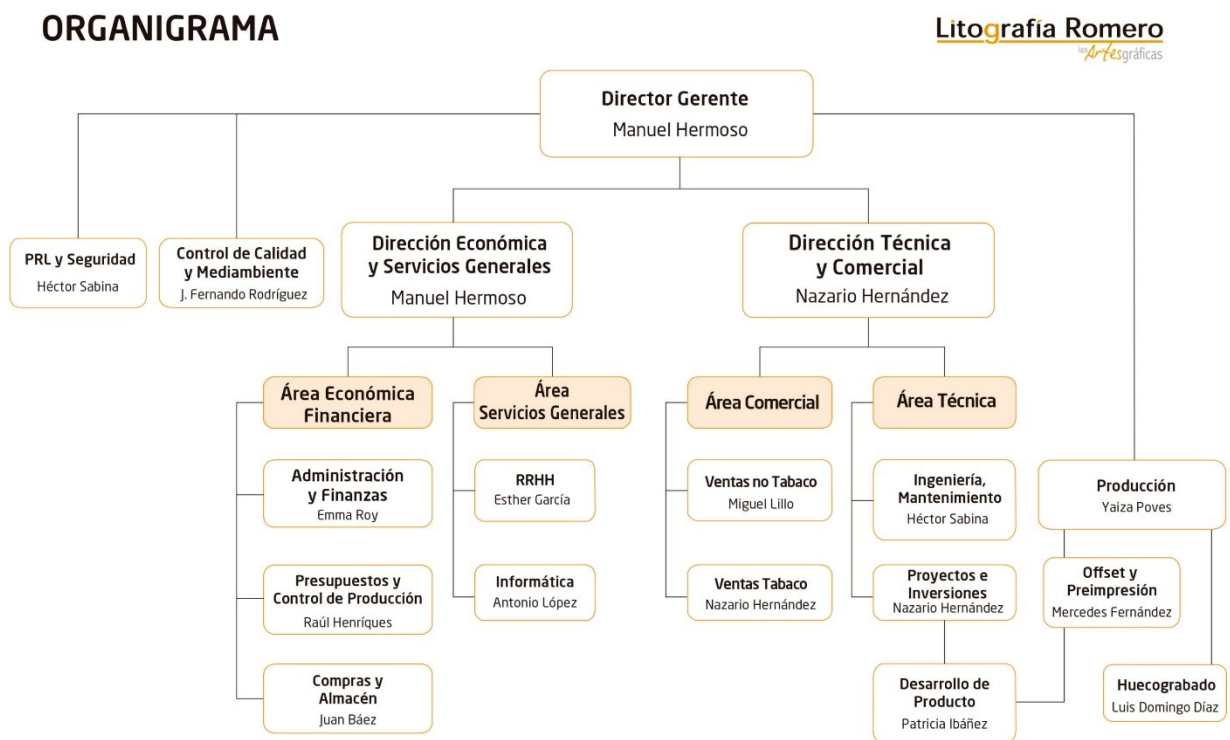 ORGANIGRAMA
Litografía Romero
las Artesgráficas
Director Gerente
Manuel Hermoso
PRL y Seguridad
Héctor Sabina
Control de Calidad
y Mediambiente
J. Fernando Rodríguez
Dirección Económica
y Servicios Generales
Manuel Hermoso
Dirección Técnica
y Comercial
Nazario Hernández
Área Económica
Financiera
Área
Servicios Generales
Área Comercial
Área Técnica
Administración
y Finanzas
Emma Roy
RRHH
Esther García
Ventas no Tabaco
Miguel Lillo
Ingeniería,
Mantenimiento
Héctor Sabina
Producción
Yaiza Poves
Presupuestos y
Control de Producción
Raúl Henríques
Informática
Antonio López
Ventas Tabaco
Nazario Hernández
Proyectos e
Inversiones
Nazario Hernández
Offset y
Preimpresión
Mercedes Fernández
Compras y
Almacén
Juan Báez
Desarrollo de
Producto
Patricia Ibáñez
Huecograbado
Luis Domingo Díaz